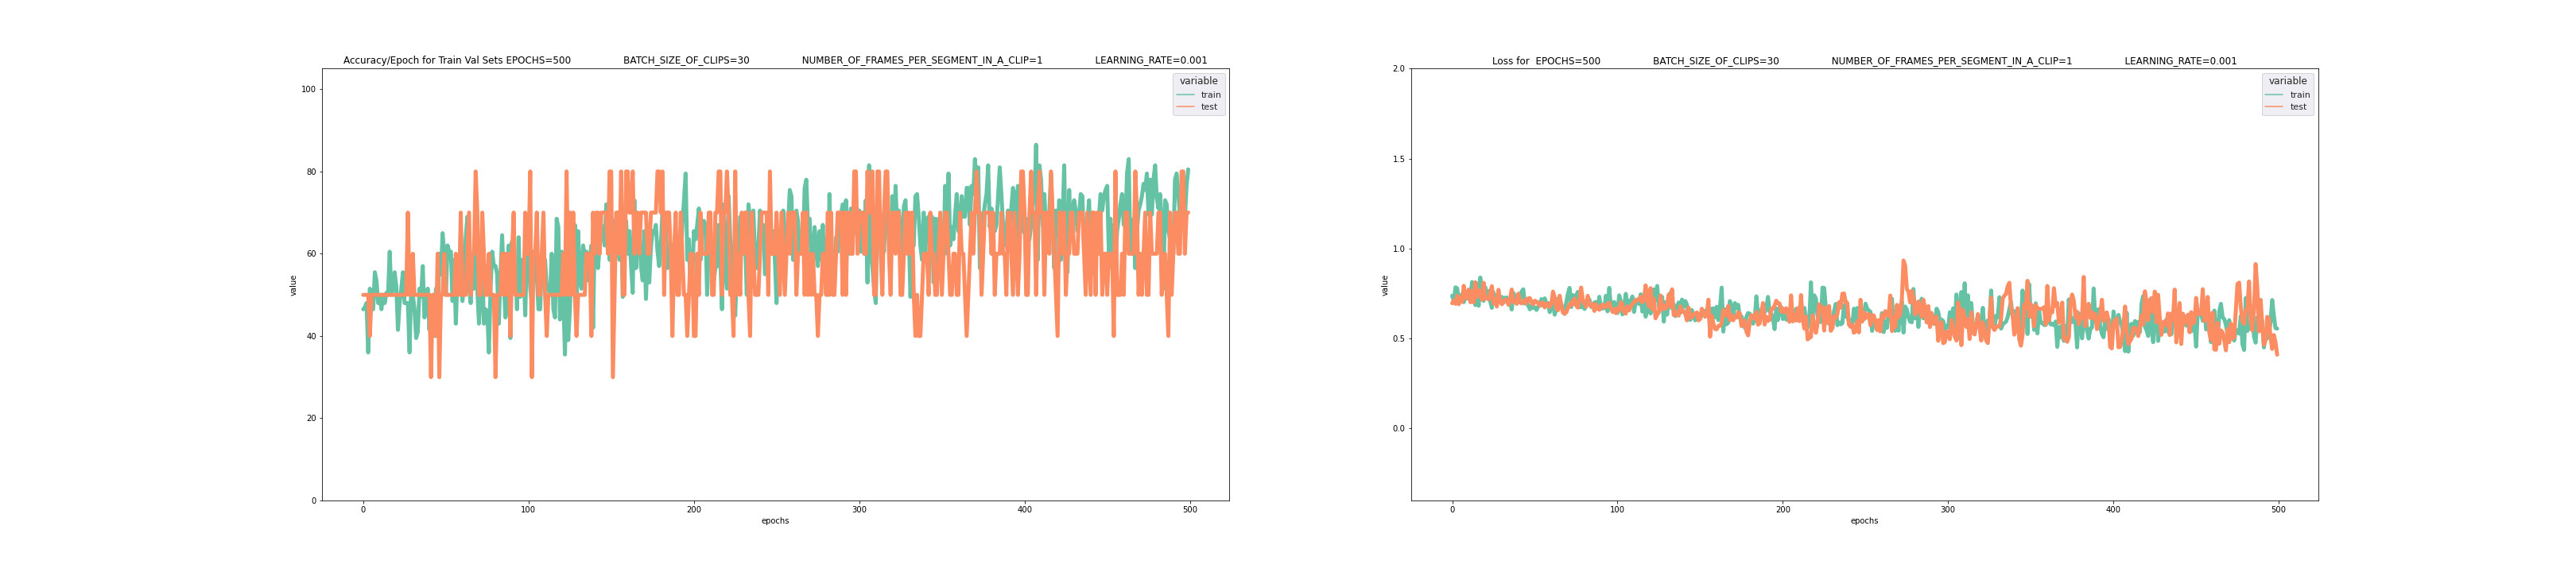 Accuracy/Epoch for Train Val Sets EPOCHS=500 BATCH_SIZE_OF_CLIPS=30 NUMBER_OF_FRAMES_PER_SEGMENT_IN_A_CLIP=1 LEARNING_RATE=0.001
variable
train
test
100
80
60
40
20
0
value
0 100 200 300 400 500
epochs
Loss for EPOCHS=500 BATCH_SIZE_OF_CLIPS=30 NUMBER_OF_FRAMES_PER_SEGMENT_IN_A_CLIP=1 LEARNING_RATE=0.001
variable
train
test
2.0
1.5
1.0
0.5
0.0
value
0 100 200 300 400 500
epochs